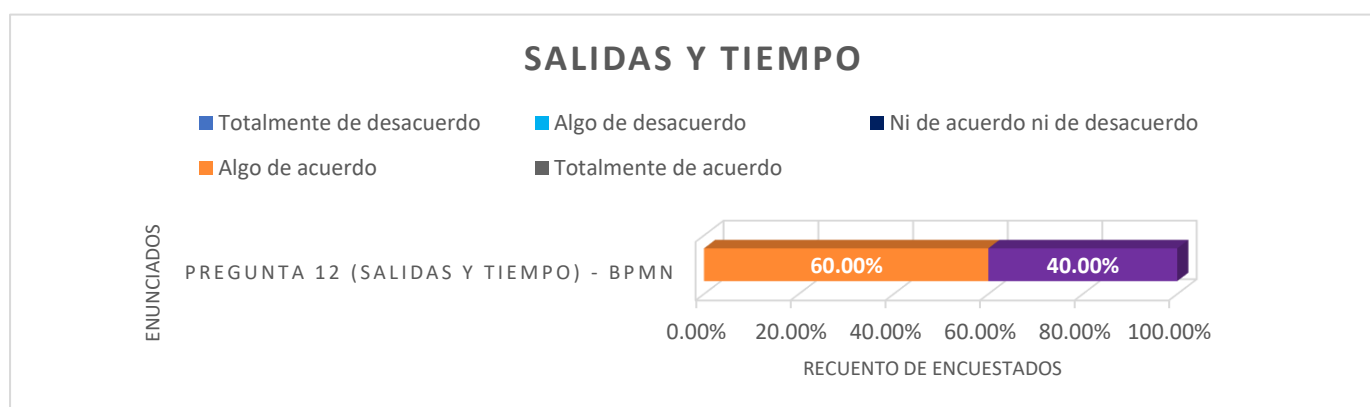 SALIDAS Y TIEMPO
Totalmente de desacuerdo Algo de desacuerdo Ni de acuerdo ni de desacuerdo
Algo de acuerdo Totalmente de acuerdo
ENUNCIADOS
PREGUNTA 12 (SALIDAS Y TIEMPO) - BPMN
60.00% 40.00%
0.00% 20.00% 40.00% 60.00% 80.00% 100.00%
RECUENTO DE ENCUESTADOS